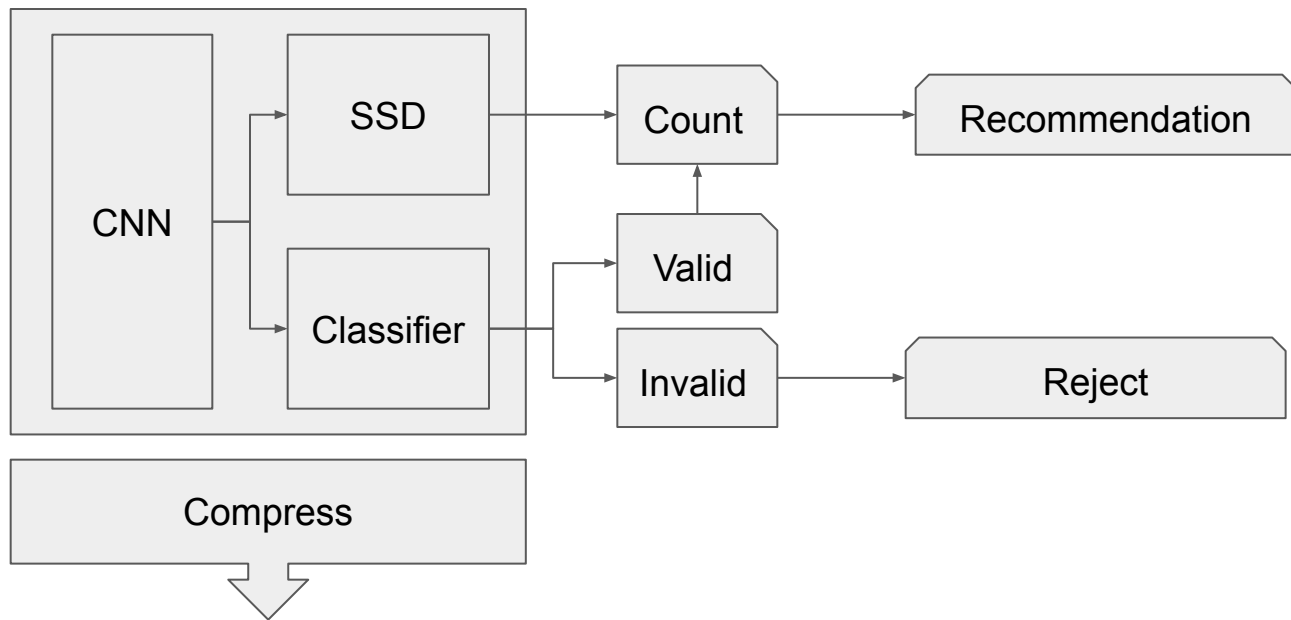 CNN
SSD
Classifier
Count
Valid
Invalid
Recommendation
Reject
Compress